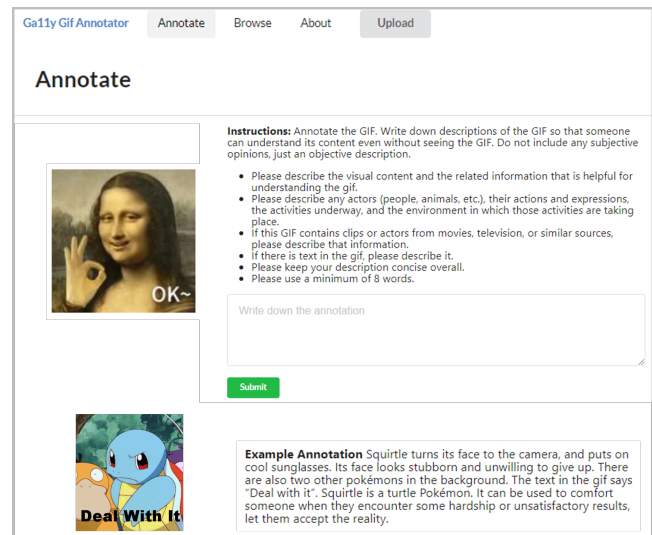 Ga11y Gif Annotator Annotate Browse About Upload
Annotate
Instructions: Annotate the GIF. Write down descriptions of the GIF so that someone
can understand its content even without seeing the GIF. Do not include any subjective
opinions, just an objective description.
• Please describe the visual content and the related information that is helpful for
understanding the gif.
• Please describe any actors (people, animals, etc.), their actions and expressions,
the activities underway, and the environment in which those activities are taking
place.
• If this GIF contains clips or actors from movies, television, or similar sources,
please describe that information.
• If there is text in the gif, please describe it.
• Please keep your description concise overall.
• Please use a minimum of 8 words.
OK~
Write down the annotation
Submit
Deal With It
Example Annotation Squirtle turns its face to the camera, and puts on
cool sunglasses. Its face looks stubborn and unwilling to give up. There
are also two other pokémons in the background. The text in the gif says
"Deal with it". Squirtle is a turtle Pokémon. It can be used to comfort
someone when they encounter some hardship or unsatisfactory results,
let them accept the reality.